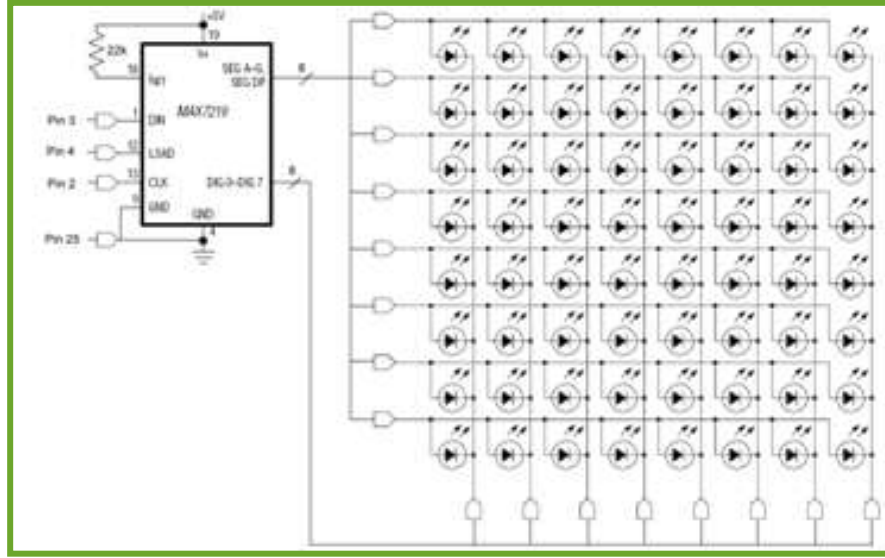 +5V
19
22k
V+
18
SEG A-G,
SEG DP
8
MAX7219
Pin 3
1
DIN
Pin 4
12
LOAD
8
Pin 2
13
CLK
DIG 0-DIG 7
9
GND
GND
4
Pin 25